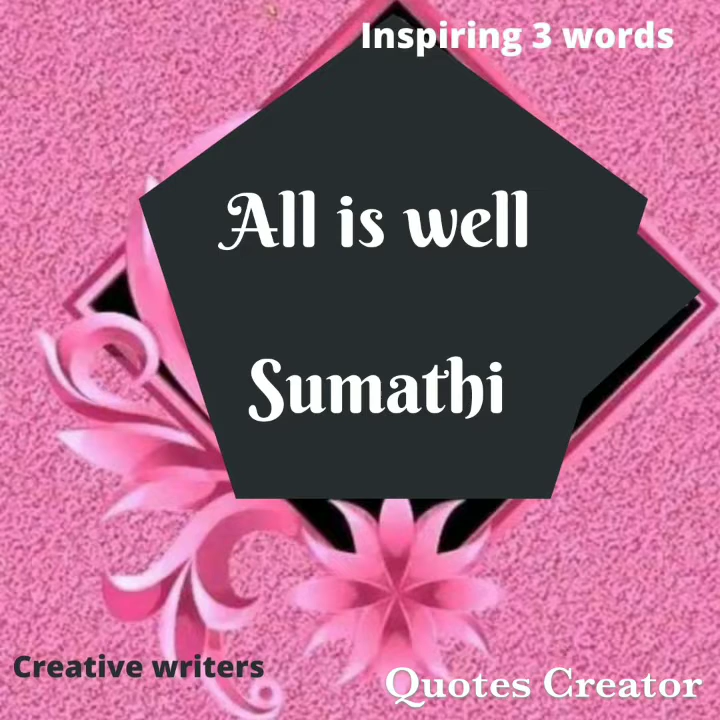 Inspiring 3 words
All is well
Sumathi
Creative writers
Quotes Creator